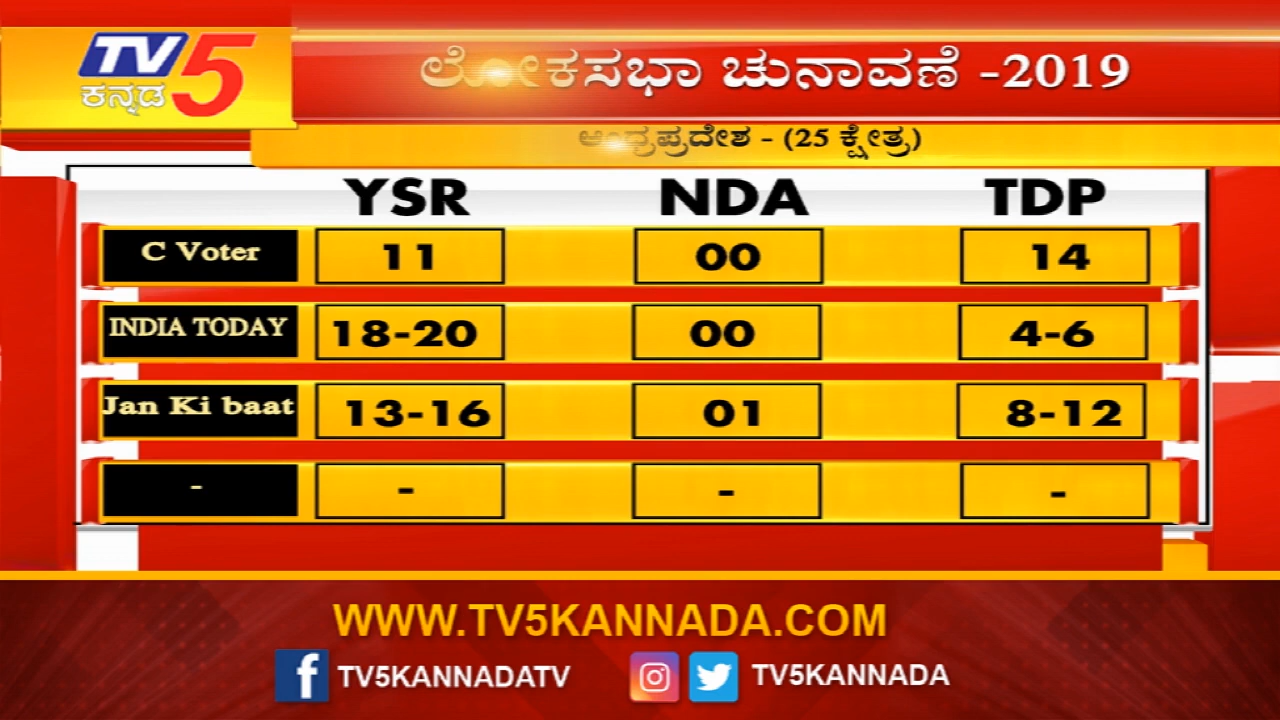 TV5
ಕನ್ನಡ
ಲೋಕಸಭಾ ಚುನಾವಣೆ -2019
ಆಂಧ್ರಪ್ರದೇಶ - (25 ಕ್ಷೇತ್ರ)
YSR NDA TDP
C Voter 11 00 14
INDIA TODAY 18-20 00 4-6
Jan Ki baat 13-16 01 8-12
- - - -
WWW.TV5KANNADA.COM
TV5KANNADATV TV5KANNADA